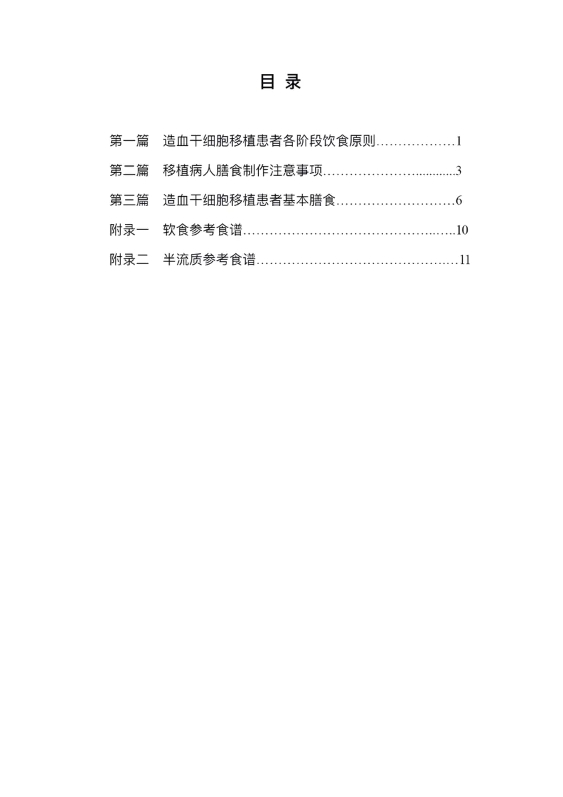 目 录
第一篇 造血干细胞移植患者各阶段饮食原则………………1
第二篇 移植病人膳食制作注意事项…………………............3
第三篇 造血干细胞移植患者基本膳食………………………6
附录一 软食参考食谱…………………………………..…..10
附录二 半流质参考食谱…………………………………….…11